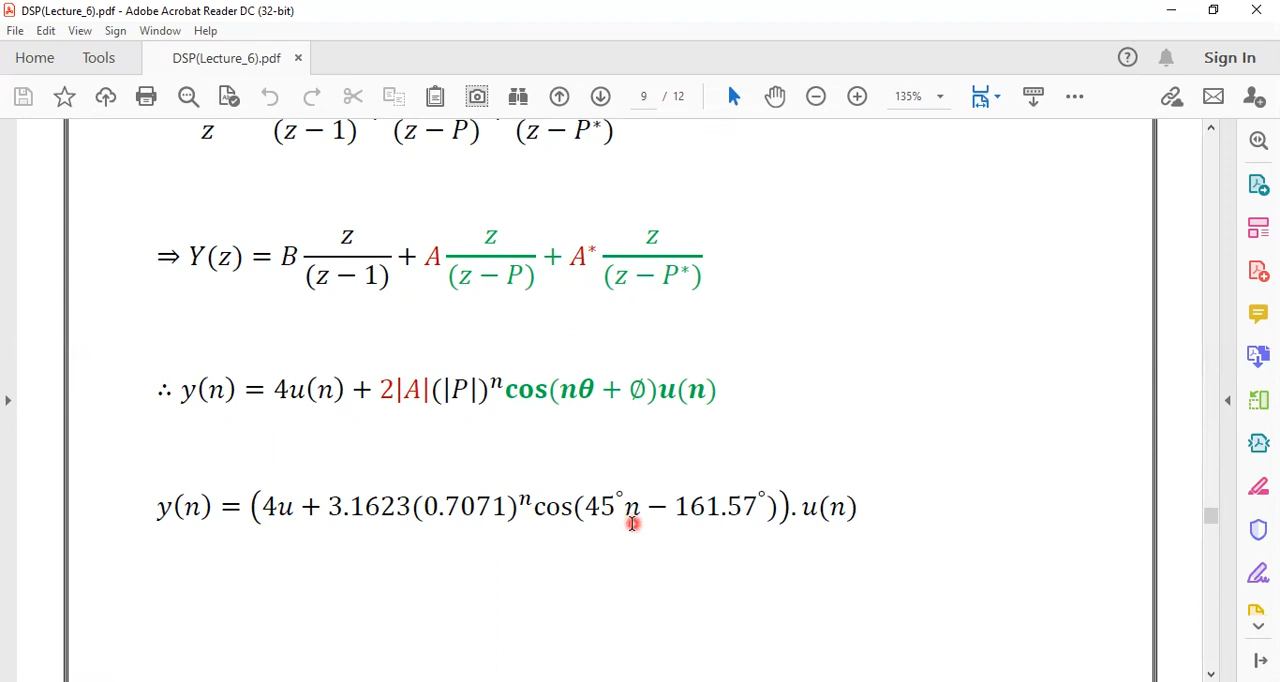 DSP(Lecture_6).pdf - Adobe Acrobat Reader DC (32-bit)
File Edit View Sign Window Help
Home Tools DSP(Lecture_6).pdf × Sign In
9 / 12 135%
z (z − 1) (z − P) (z − P*)
⇒ Y(z) = B z/(z − 1) + A z/(z − P) + A* z/(z − P*)
∴ y(n) = 4u(n) + 2|A|(|P|)ⁿcos(nθ + ∅)u(n)
y(n) = (4u + 3.1623(0.7071)ⁿcos(45°n − 161.57°)).u(n)